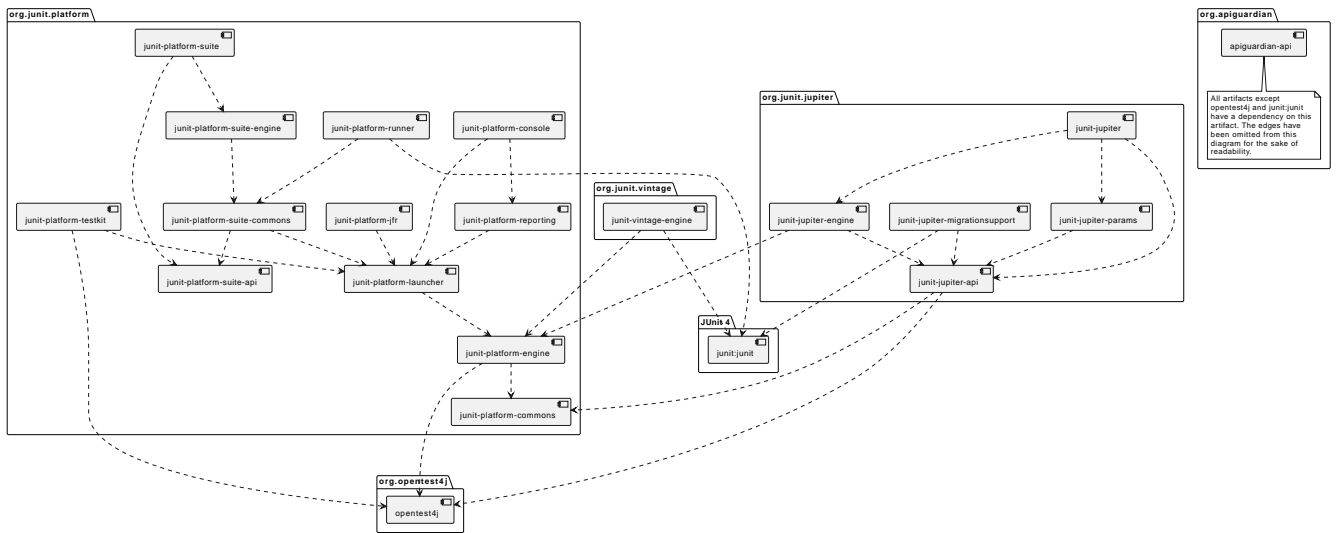 org.junit.platform
junit-platform-suite
junit-platform-suite-engine
junit-platform-runner
junit-platform-console
junit-platform-testkit
junit-platform-suite-commons
junit-platform-jfr
junit-platform-reporting
junit-platform-suite-api
junit-platform-launcher
junit-platform-engine
junit-platform-commons
org.junit.vintage
junit-vintage-engine
JUnit 4
junit:junit
org.junit.jupiter
junit-jupiter
junit-jupiter-engine
junit-jupiter-migrationsupport
junit-jupiter-params
junit-jupiter-api
org.opentest4j
opentest4j
org.apiguardian
apiguardian-api
All artifacts except
opentest4j and junit:junit
have a dependency on this
artifact. The edges have
been omitted from this
diagram for the sake of
readability.